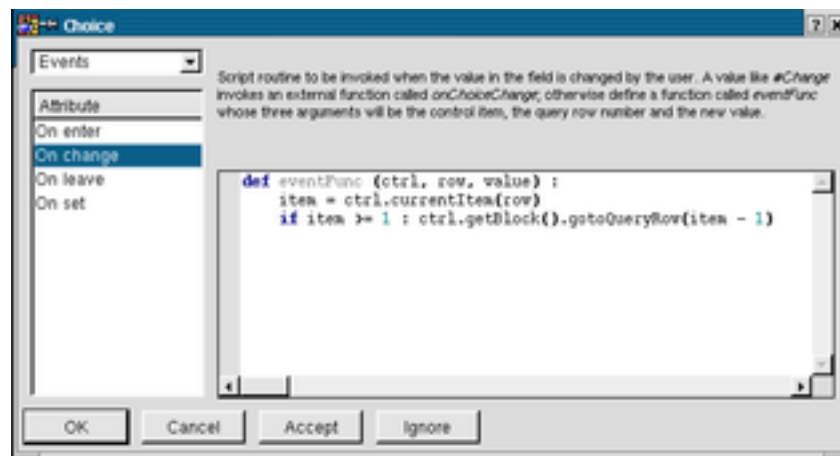 Choice
Events
Script routine to be invoked when the value in the field is changed by the user. A value like #Change
invokes an external function called onChoiceChange; otherwise define a function called eventFunc
whose three arguments will be the control item, the query row number and the new value.
Attribute
On enter
On change
On leave
On set
def eventFunc (ctrl, row, value) :
item = ctrl.currentItem(row)
if item >= 1 : ctrl.getBlock().gotoQueryRow(item - 1)
OK Cancel Accept Ignore